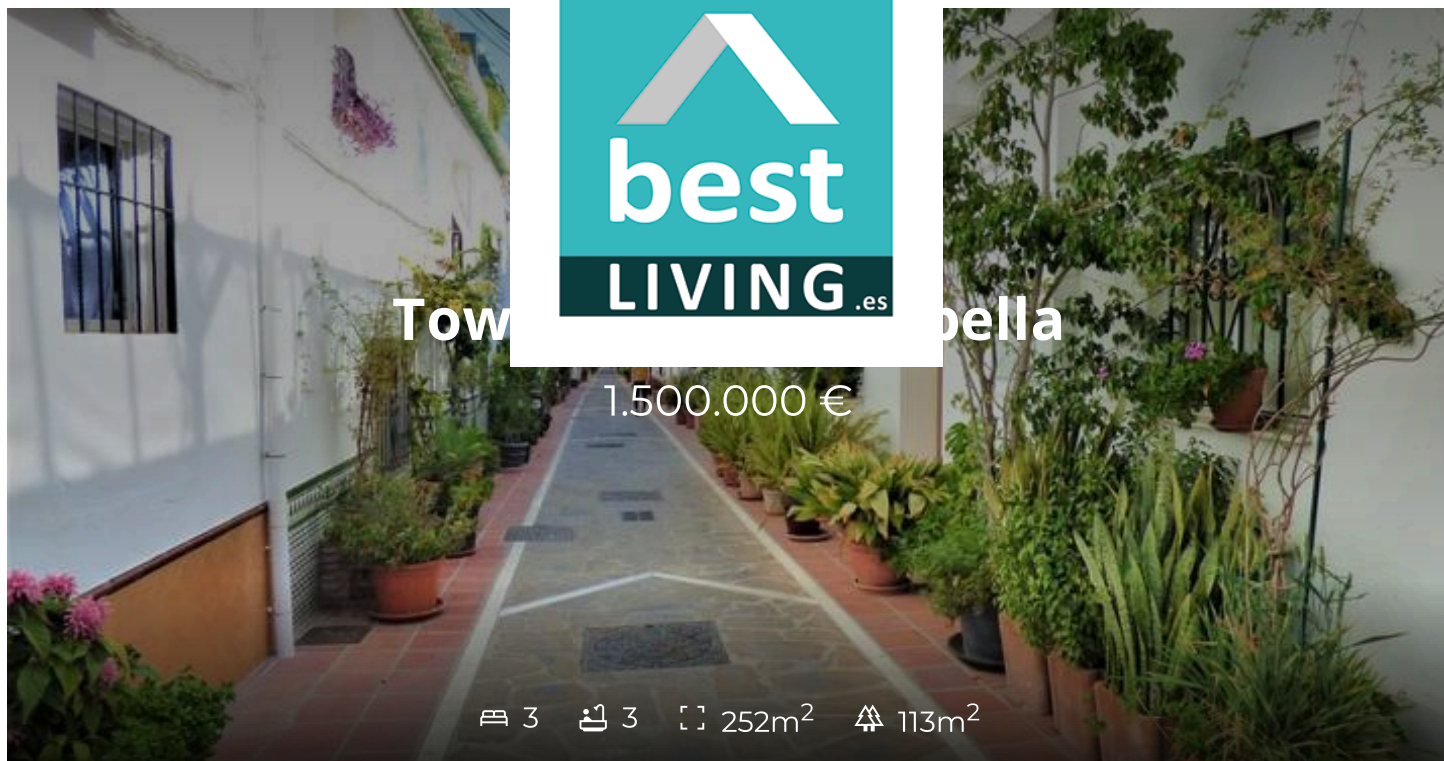 best
LIVING.es
Tow
bella
1.500.000 €
3 3 252m² 113m²